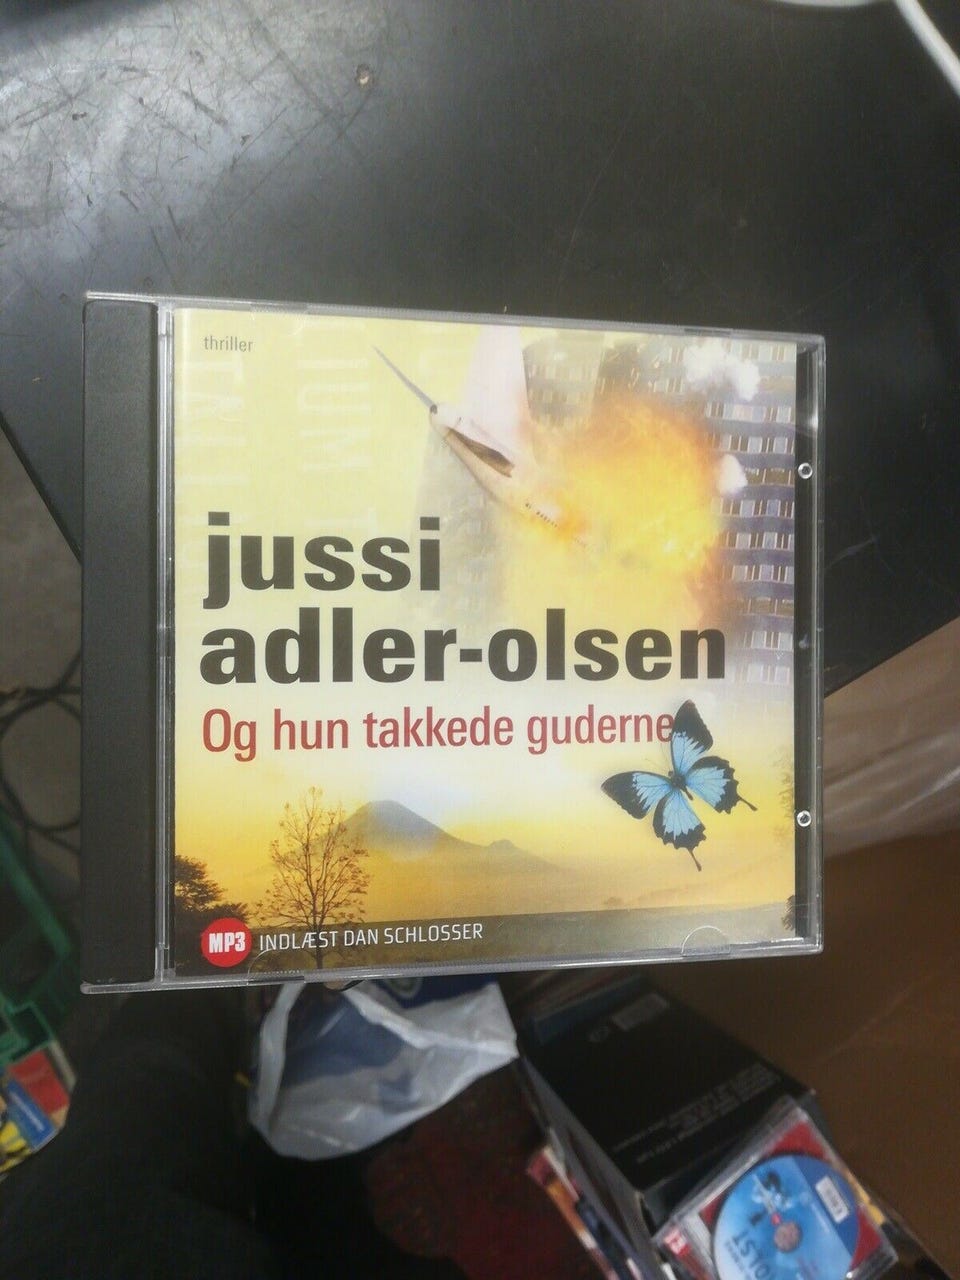 thriller
jussi
adler-olsen
Og hun takkede guderne
MP3 INDLÆST DAN SCHLOSSER